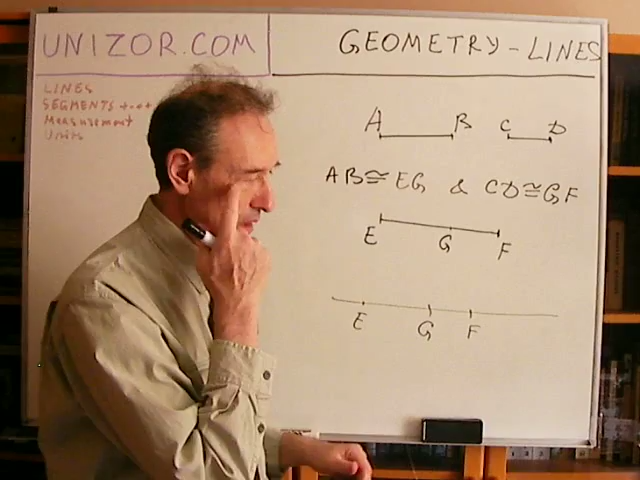 UNIZOR.COM
GEOMETRY - LINES
LINES
SEGMENTS +-←→
Measurement
Units
A B C D
AB≅EG & CD≅GF
E G F
E G F